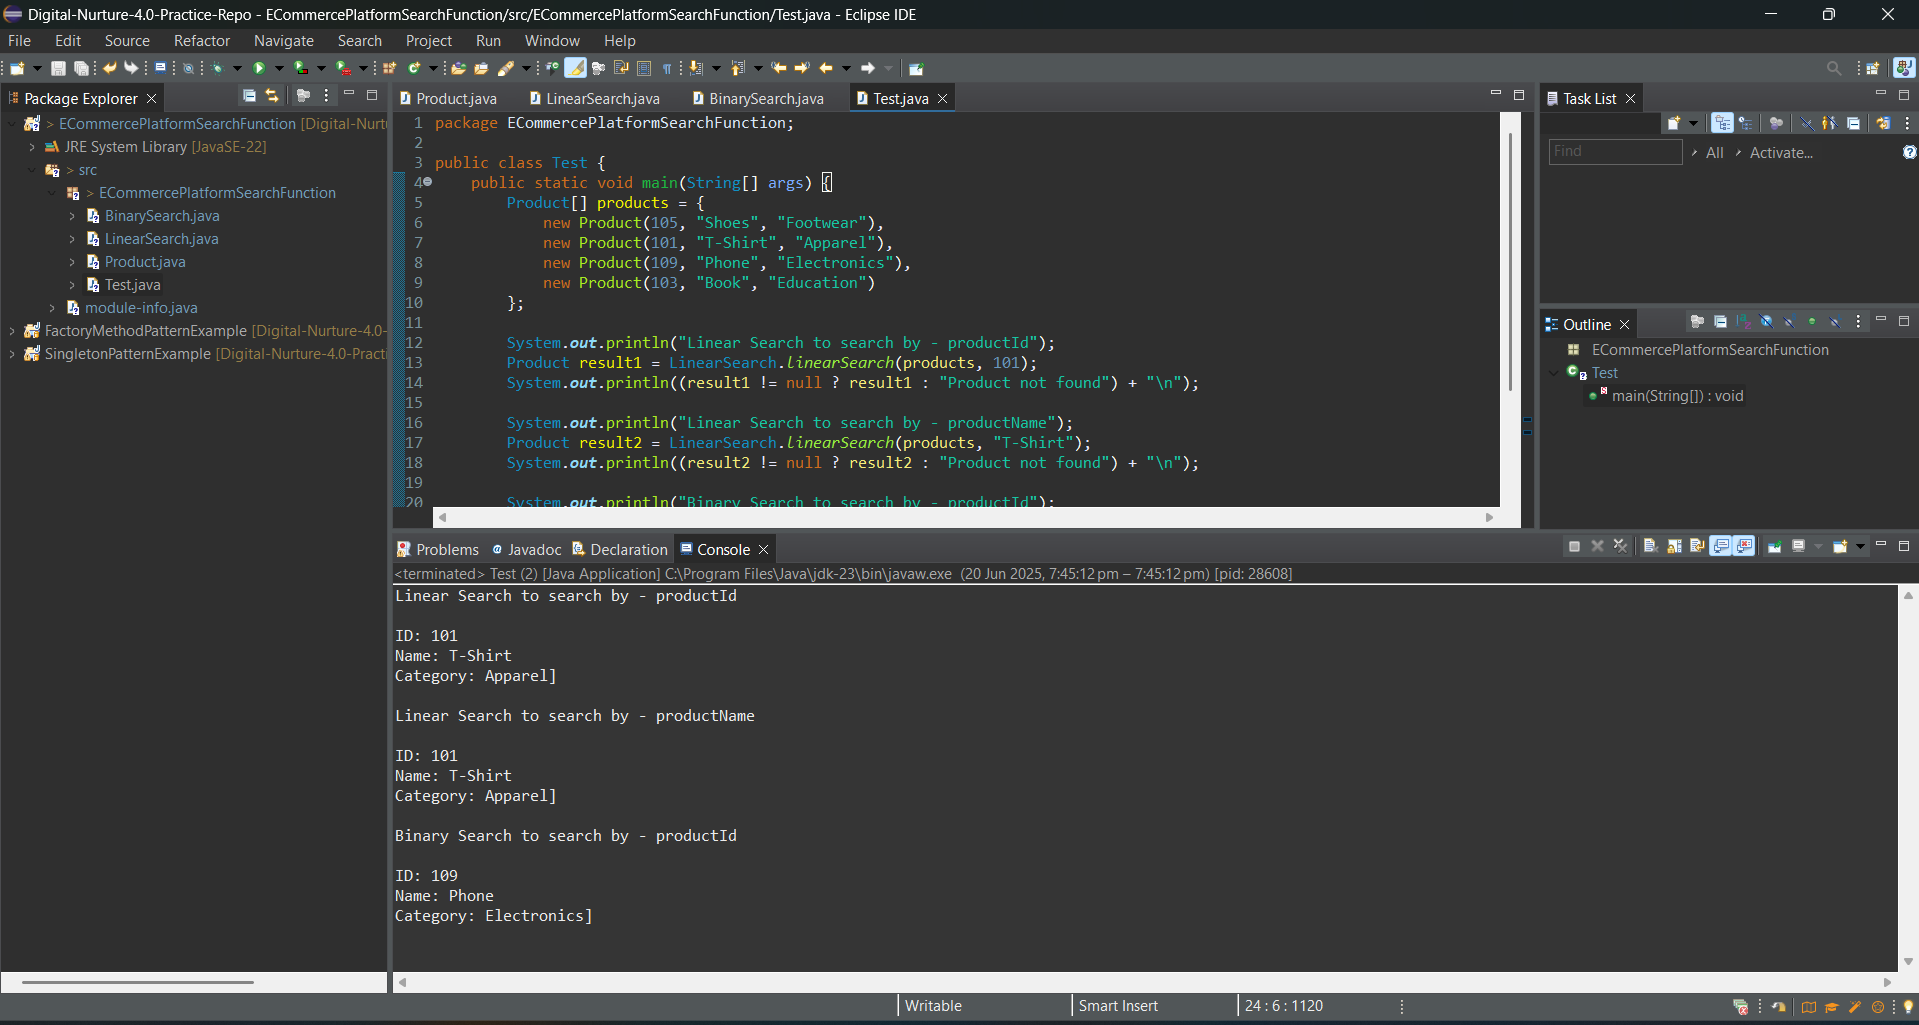 Digital-Nurture-4.0-Practice-Repo - ECommercePlatformSearchFunction/src/ECommercePlatformSearchFunction/Test.java - Eclipse IDE
File Edit Source Refactor Navigate Search Project Run Window Help
Package Explorer
> ECommercePlatformSearchFunction [Digital-Nurt
JRE System Library [JavaSE-22]
> src
> ECommercePlatformSearchFunction
BinarySearch.java
LinearSearch.java
Product.java
Test.java
module-info.java
FactoryMethodPatternExample [Digital-Nurture-4.0-
SingletonPatternExample [Digital-Nurture-4.0-Practi
Product.java LinearSearch.java BinarySearch.java Test.java
1 package ECommercePlatformSearchFunction;
2
3 public class Test {
4 public static void main(String[] args) {
5 Product[] products = {
6 new Product(105, "Shoes", "Footwear"),
7 new Product(101, "T-Shirt", "Apparel"),
8 new Product(109, "Phone", "Electronics"),
9 new Product(103, "Book", "Education")
10 };
11
12 System.out.println("Linear Search to search by - productId");
13 Product result1 = LinearSearch.linearSearch(products, 101);
14 System.out.println((result1 != null ? result1 : "Product not found") + "\n");
15
16 System.out.println("Linear Search to search by - productName");
17 Product result2 = LinearSearch.linearSearch(products, "T-Shirt");
18 System.out.println((result2 != null ? result2 : "Product not found") + "\n");
19
20 System.out.println("Binary Search to search by - productId");
Task List
Find All Activate...
Outline
ECommercePlatformSearchFunction
Test
main(String[]) : void
Problems Javadoc Declaration Console
<terminated> Test (2) [Java Application] C:\Program Files\Java\jdk-23\bin\javaw.exe (20 Jun 2025, 7:45:12 pm – 7:45:12 pm) [pid: 28608]
Linear Search to search by - productId
ID: 101
Name: T-Shirt
Category: Apparel]
Linear Search to search by - productName
ID: 101
Name: T-Shirt
Category: Apparel]
Binary Search to search by - productId
ID: 109
Name: Phone
Category: Electronics]
Writable Smart Insert 24 : 6 : 1120